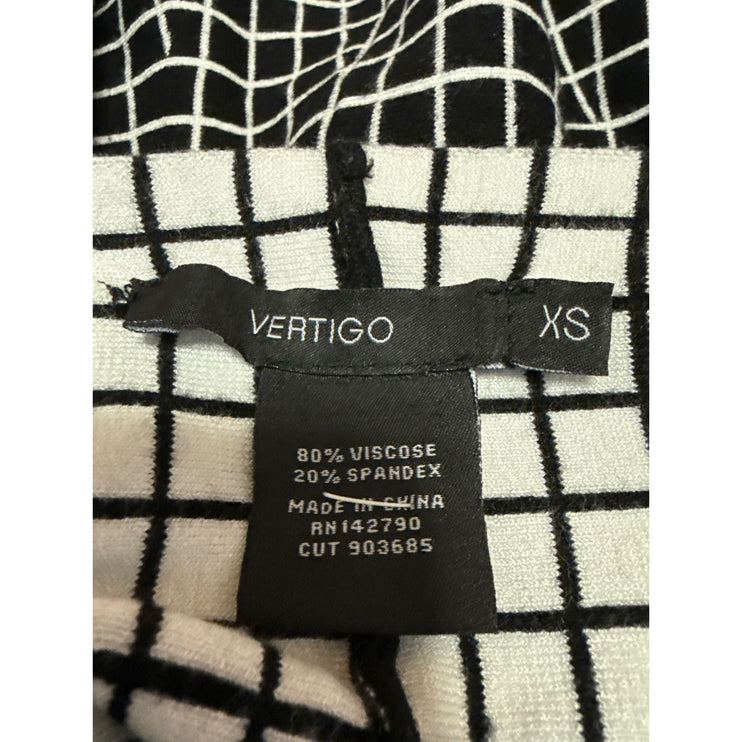 VERTIGO
XS
80% VISCOSE
20% SPANDEX
MADE IN CHINA
RN142790
CUT 903685